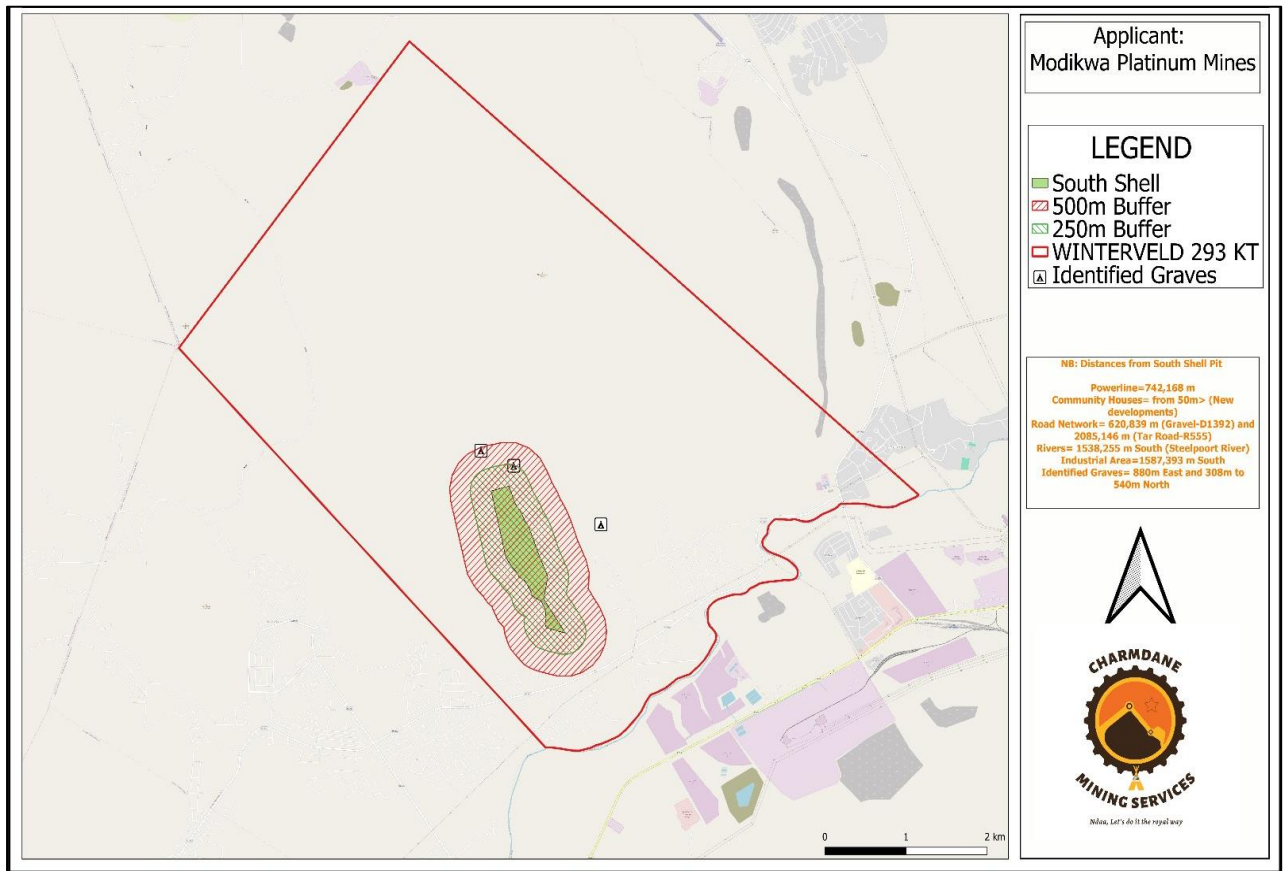 Applicant:
Modikwa Platinum Mines
LEGEND
South Shell
500m Buffer
250m Buffer
WINTERVELD 293 KT
Identified Graves
NB: Distances from South Shell Pit
Powerline=742,168 m
Community Houses= from 50m> (New
developments)
Road Network= 620,839 m (Gravel-D1392) and
2085,146 m (Tar Road-R555)
Rivers= 1538,255 m South (Steelpoort River)
Industrial Area=1587,393 m South
Identified Graves= 880m East and 308m to
540m North
CHARMDANE
MINING SERVICES
Ndaa, Let's do it the royal way
0 1 2 km